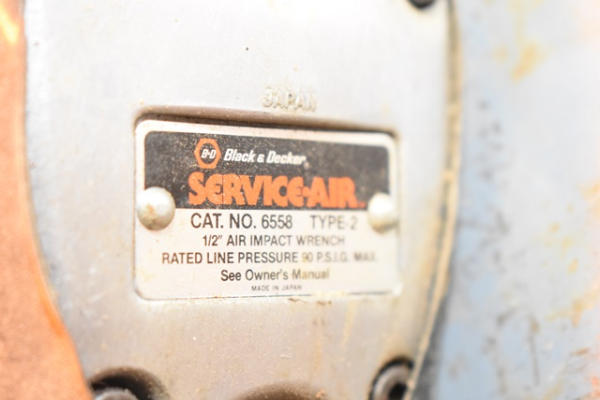 JAPAN
B-D Black & Decker®
SERVICE-AIR™
CAT. NO. 6558 TYPE-2
1/2" AIR IMPACT WRENCH
RATED LINE PRESSURE 90 P.S.I.G. MAX.
See Owner's Manual
MADE IN JAPAN